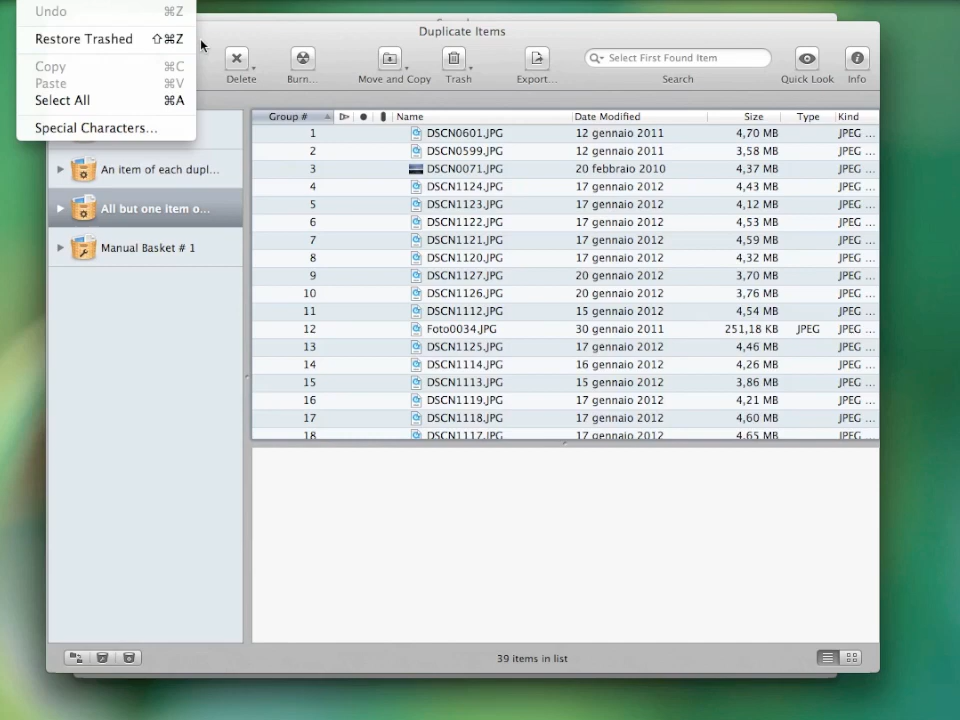 Undo ⌘Z
Restore Trashed ⇧⌘Z
Copy ⌘C
Paste ⌘V
Select All ⌘A
Special Characters...
Duplicate Items
Select First Found Item
Delete Burn... Move and Copy Trash Export... Search Quick Look Info
An item of each dupl...
All but one item o...
Manual Basket # 1
Group # Name Date Modified Size Type Kind
1 DSCN0601.JPG 12 gennaio 2011 4,70 MB JPEG ...
2 DSCN0599.JPG 12 gennaio 2011 3,58 MB JPEG ...
3 DSCN0071.JPG 20 febbraio 2010 4,37 MB JPEG ...
4 DSCN1124.JPG 17 gennaio 2012 4,43 MB JPEG ...
5 DSCN1123.JPG 17 gennaio 2012 4,12 MB JPEG ...
6 DSCN1122.JPG 17 gennaio 2012 4,53 MB JPEG ...
7 DSCN1121.JPG 17 gennaio 2012 4,59 MB JPEG ...
8 DSCN1120.JPG 17 gennaio 2012 4,32 MB JPEG ...
9 DSCN1127.JPG 20 gennaio 2012 3,70 MB JPEG ...
10 DSCN1126.JPG 20 gennaio 2012 3,76 MB JPEG ...
11 DSCN1112.JPG 15 gennaio 2012 4,54 MB JPEG ...
12 Foto0034.JPG 30 gennaio 2011 251,18 KB JPEG JPEG ...
13 DSCN1125.JPG 17 gennaio 2012 4,46 MB JPEG ...
14 DSCN1114.JPG 16 gennaio 2012 4,26 MB JPEG ...
15 DSCN1113.JPG 15 gennaio 2012 3,86 MB JPEG ...
16 DSCN1119.JPG 17 gennaio 2012 4,21 MB JPEG ...
17 DSCN1118.JPG 17 gennaio 2012 4,60 MB JPEG ...
18 DSCN1117.JPG 17 gennaio 2012 4,65 MB JPEG ...
39 items in list